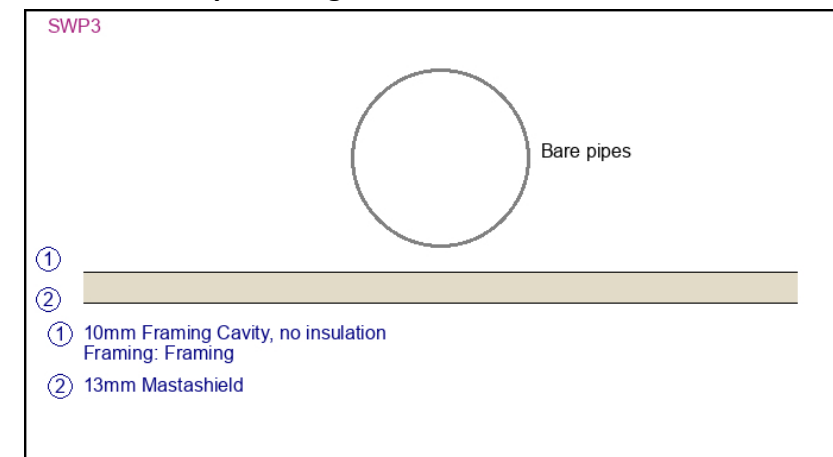 SWP3
Bare pipes
1
2
1 10mm Framing Cavity, no insulation
Framing: Framing
2 13mm Mastashield